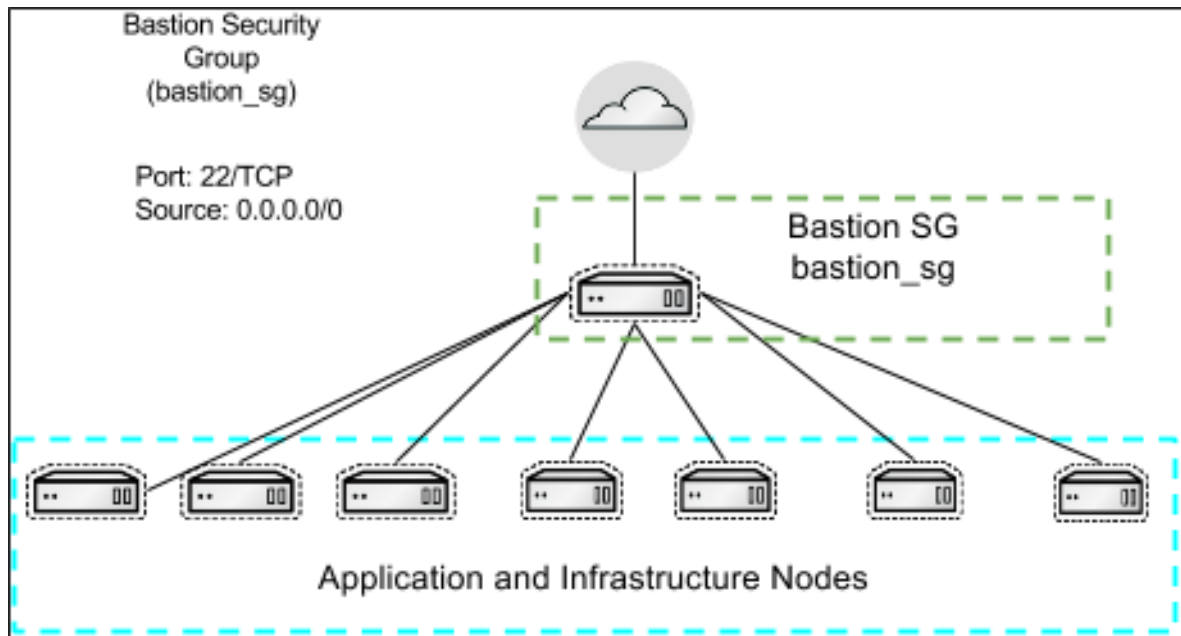 Bastion Security
Group
(bastion_sg)
Port: 22/TCP
Source: 0.0.0.0/0
Bastion SG
bastion_sg
Application and Infrastructure Nodes